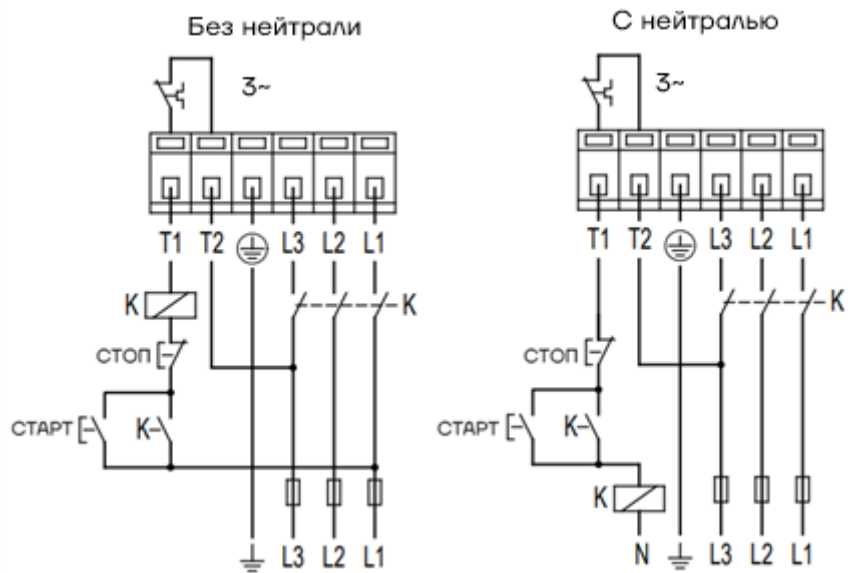 Без нейтрали
3~
T1 T2 L3 L2 L1
K
K
СТОП
СТАРТ
K
L3 L2 L1
С нейтралью
3~
T1 T2 L3 L2 L1
K
СТОП
СТАРТ
K
K
N L3 L2 L1